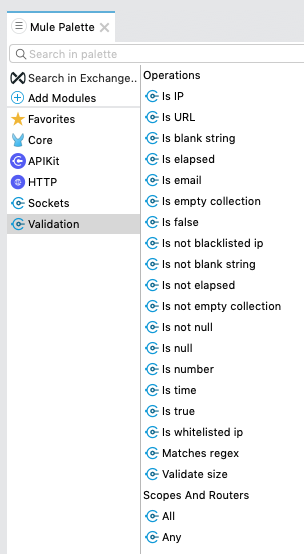 Mule Palette
Search in palette
Search in Exchange..
Add Modules
Favorites
Core
APIKit
HTTP
Sockets
Validation
Operations
Is IP
Is URL
Is blank string
Is elapsed
Is email
Is empty collection
Is false
Is not blacklisted ip
Is not blank string
Is not elapsed
Is not empty collection
Is not null
Is null
Is number
Is time
Is true
Is whitelisted ip
Matches regex
Validate size
Scopes And Routers
All
Any